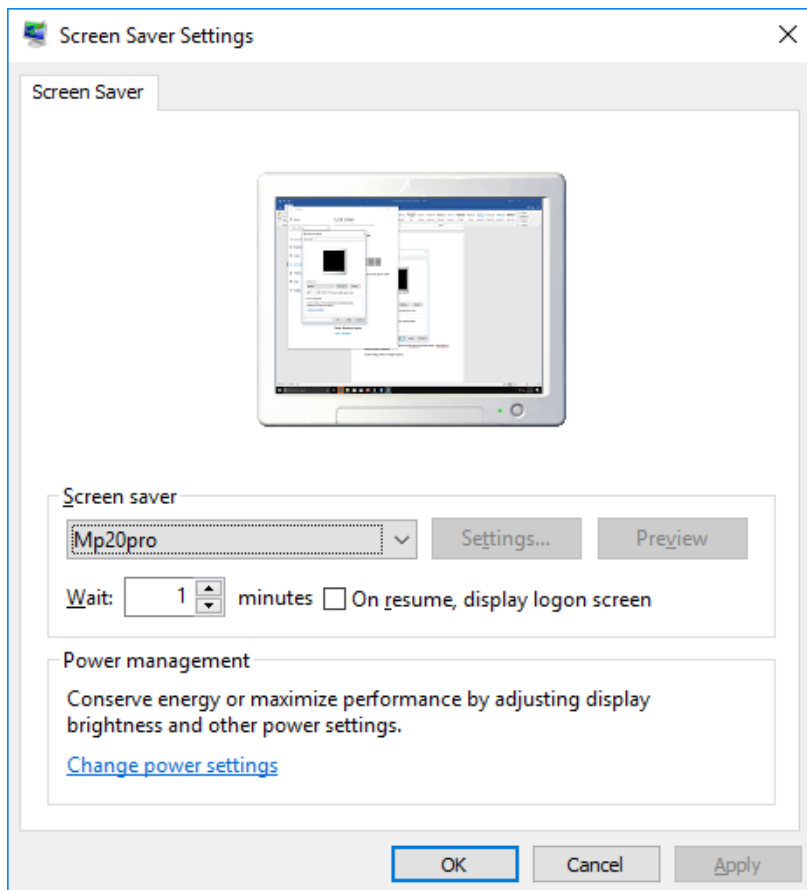 Screen Saver Settings
Screen Saver
Screen saver
Mp20pro
Settings...
Preview
Wait: 1 minutes On resume, display logon screen
Power management
Conserve energy or maximize performance by adjusting display
brightness and other power settings.
Change power settings
OK Cancel Apply